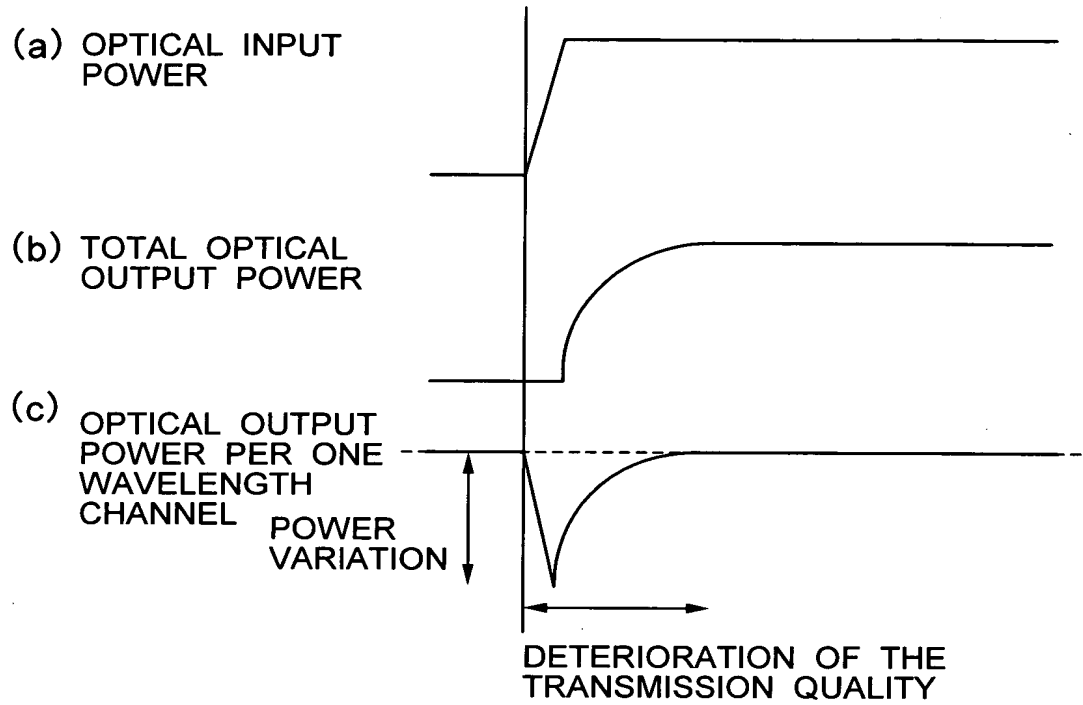 (a) OPTICAL INPUT
POWER
(b) TOTAL OPTICAL
OUTPUT POWER
(c) OPTICAL OUTPUT
POWER PER ONE
WAVELENGTH
CHANNEL
POWER
VARIATION
DETERIORATION OF THE
TRANSMISSION QUALITY